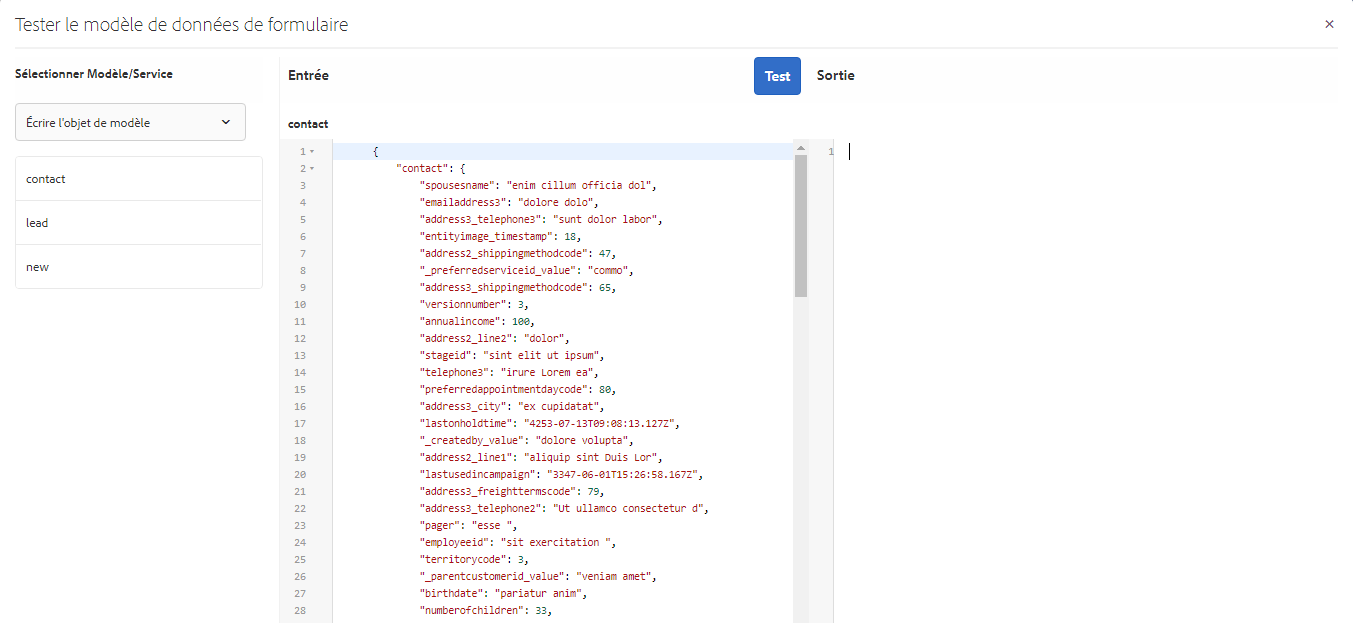 Tester le modèle de données de formulaire
×
Sélectionner Modèle/Service
Écrire l'objet de modèle
contact
lead
new
Entrée
Test
Sortie
contact
1 {
2 "contact": {
3 "spousesname": "enim cillum officia dol",
4 "emailaddress3": "dolore dolo",
5 "address3_telephone3": "sunt dolor labor",
6 "entityimage_timestamp": 18,
7 "address2_shippingmethodcode": 47,
8 "_preferredserviceid_value": "commo",
9 "address3_shippingmethodcode": 65,
10 "versionnumber": 3,
11 "annualincome": 100,
12 "address2_line2": "dolor",
13 "stageid": "sint elit ut ipsum",
14 "telephone3": "irure Lorem ea",
15 "preferredappointmentdaycode": 80,
16 "address3_city": "ex cupidatat",
17 "lastonholdtime": "4253-07-13T09:08:13.127Z",
18 "_createdby_value": "dolore volupta",
19 "address2_line1": "aliquip sint Duis Lor",
20 "lastusedincampaign": "3347-06-01T15:26:58.167Z",
21 "address3_freighttermscode": 79,
22 "address3_telephone2": "Ut ullamco consectetur d",
23 "pager": "esse ",
24 "employeeid": "sit exercitation ",
25 "territorycode": 3,
26 "_parentcustomerid_value": "veniam amet",
27 "birthdate": "pariatur anim",
28 "numberofchildren": 33,
1